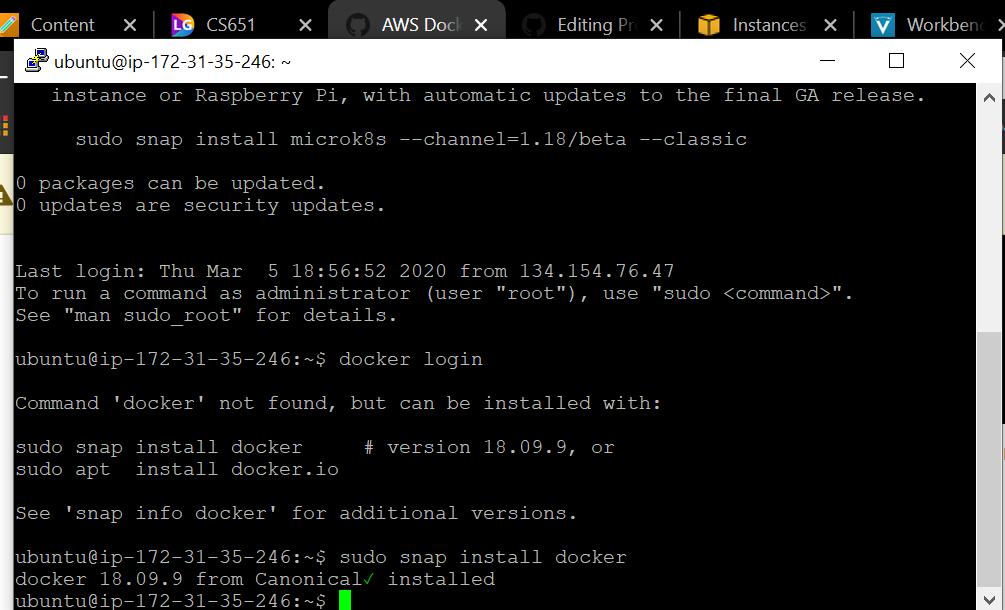 Content
LG CS651
AWS Dock
Editing Pr
Instances
Workbenc
ubuntu@ip-172-31-35-246: ~
instance or Raspberry Pi, with automatic updates to the final GA release.
sudo snap install microk8s --channel=1.18/beta --classic
0 packages can be updated.
0 updates are security updates.
Last login: Thu Mar  5 18:56:52 2020 from 134.154.76.47
To run a command as administrator (user "root"), use "sudo <command>".
See "man sudo_root" for details.
ubuntu@ip-172-31-35-246:~$ docker login
Command 'docker' not found, but can be installed with:
sudo snap install docker     # version 18.09.9, or
sudo apt  install docker.io
See 'snap info docker' for additional versions.
ubuntu@ip-172-31-35-246:~$ sudo snap install docker
docker 18.09.9 from Canonical✓ installed
ubuntu@ip-172-31-35-246:~$